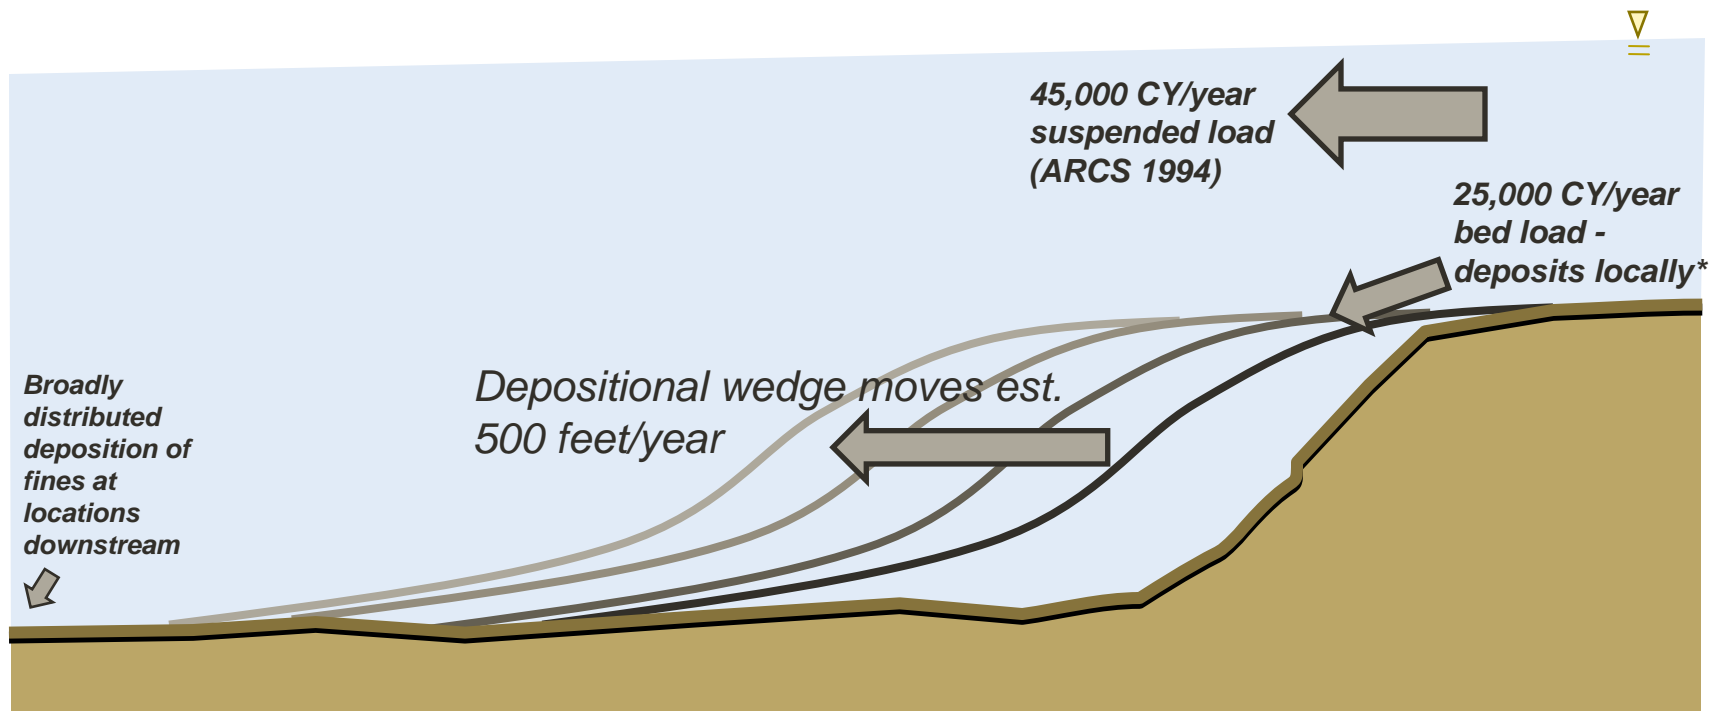 45,000 CY/year
suspended load
(ARCS 1994)
25,000 CY/year
bed load -
deposits locally*
Depositional wedge moves est.
500 feet/year
Broadly
distributed
deposition of
fines at
locations
downstream